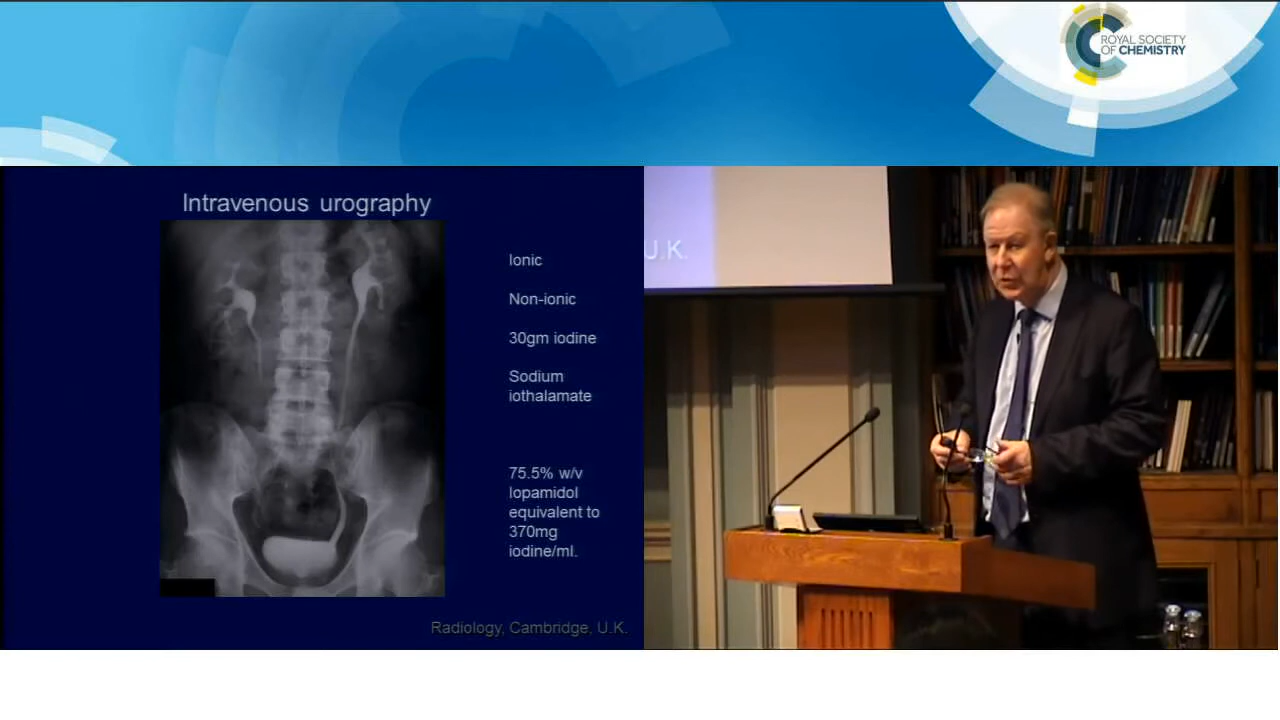 ROYAL SOCIETY
OF CHEMISTRY
Intravenous urography
Ionic
Non-ionic
30gm iodine
Sodium
iothalamate
75.5% w/v
Iopamidol
equivalent to
370mg
iodine/ml.
Radiology, Cambridge, U.K.
U.K.